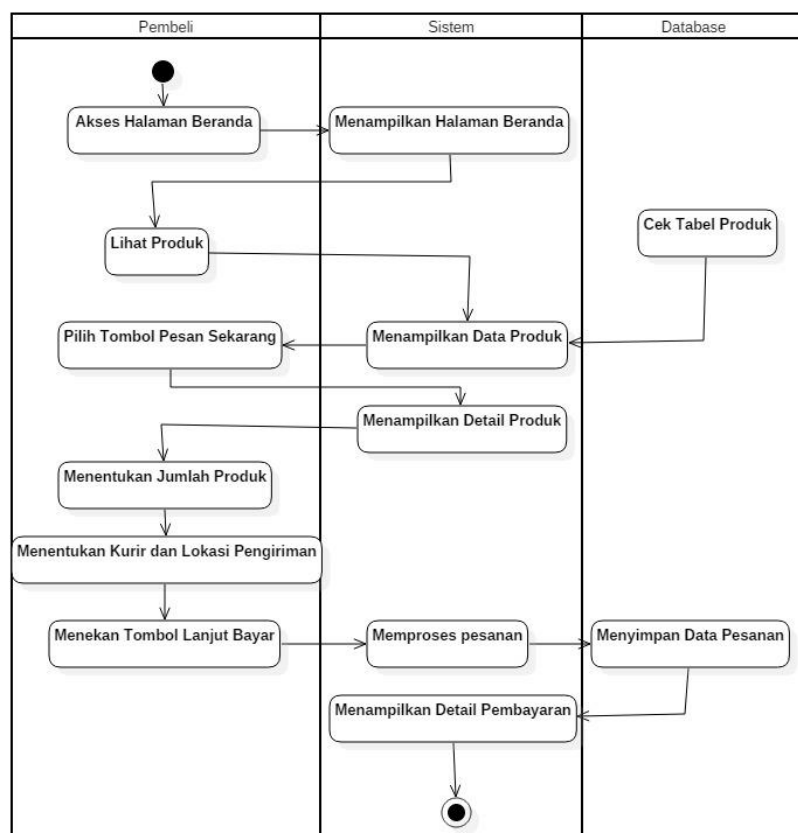 Pembeli
Sistem
Database
Akses Halaman Beranda
Menampilkan Halaman Beranda
Lihat Produk
Cek Tabel Produk
Pilih Tombol Pesan Sekarang
Menampilkan Data Produk
Menampilkan Detail Produk
Menentukan Jumlah Produk
Menentukan Kurir dan Lokasi Pengiriman
Menekan Tombol Lanjut Bayar
Memproses pesanan
Menyimpan Data Pesanan
Menampilkan Detail Pembayaran